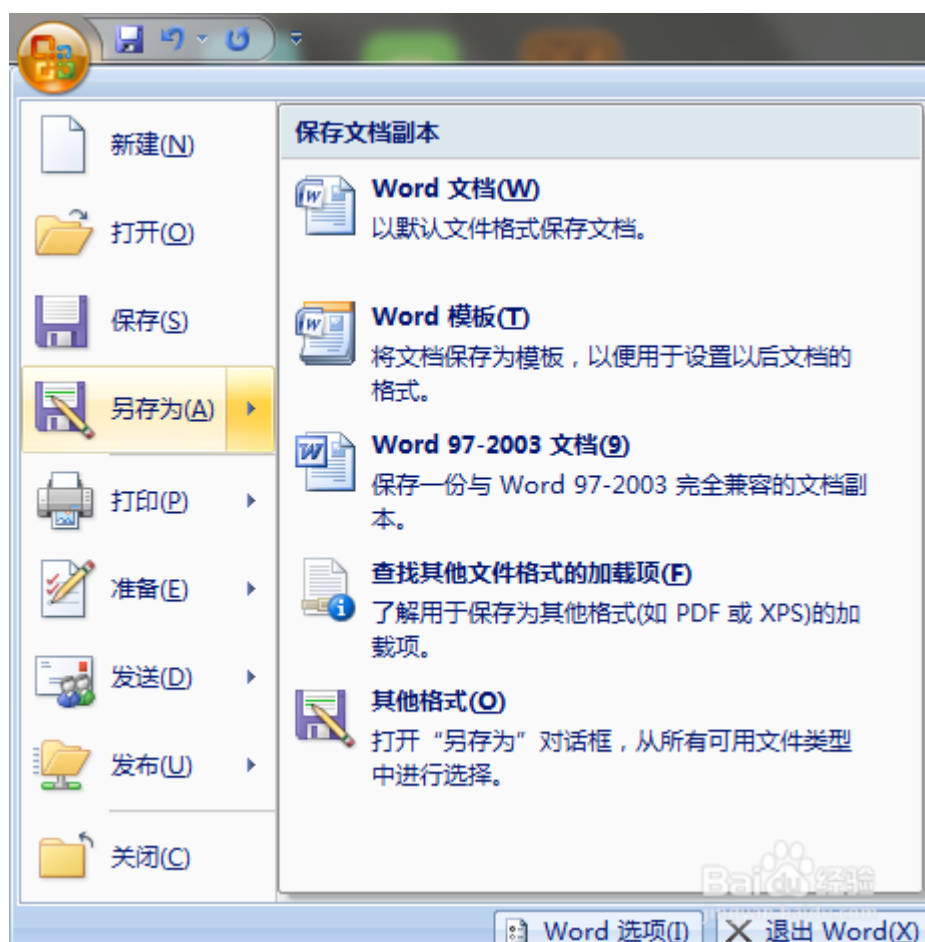 新建(N)
打开(O)
保存(S)
另存为(A)
打印(P)
准备(E)
发送(D)
发布(U)
关闭(C)
保存文档副本
Word 文档(W)
以默认文件格式保存文档。
Word 模板(T)
将文档保存为模板，以便用于设置以后文档的
格式。
Word 97-2003 文档(9)
保存一份与 Word 97-2003 完全兼容的文档副
本。
查找其他文件格式的加载项(F)
了解用于保存为其他格式(如 PDF 或 XPS)的加
载项。
其他格式(O)
打开“另存为”对话框，从所有可用文件类型
中进行选择。
Baidu 经验
Word 选项(I)
退出 Word(X)